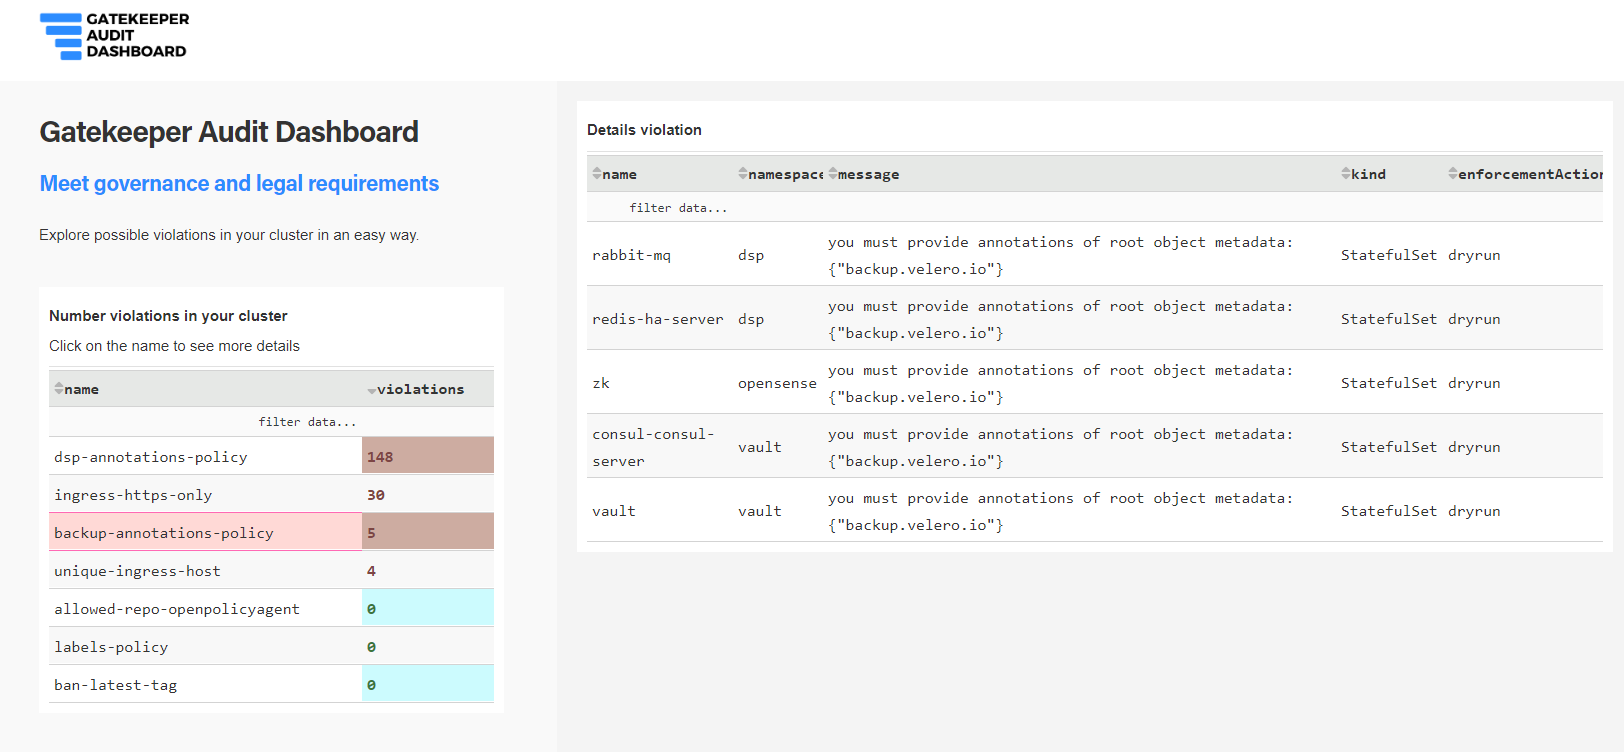 GATEKEEPER
AUDIT
DASHBOARD
Gatekeeper Audit Dashboard
Meet governance and legal requirements
Explore possible violations in your cluster in an easy way.
Number violations in your cluster
Click on the name to see more details
name violations
filter data...
dsp-annotations-policy 148
ingress-https-only 30
backup-annotations-policy 5
unique-ingress-host 4
allowed-repo-openpolicyagent 0
labels-policy 0
ban-latest-tag 0
Details violation
name namespace message kind enforcementAction
filter data...
you must provide annotations of root object metadata:
rabbit-mq dsp StatefulSet dryrun
{"backup.velero.io"}
you must provide annotations of root object metadata:
redis-ha-server dsp StatefulSet dryrun
{"backup.velero.io"}
you must provide annotations of root object metadata:
zk opensense StatefulSet dryrun
{"backup.velero.io"}
consul-consul- you must provide annotations of root object metadata:
vault StatefulSet dryrun
server {"backup.velero.io"}
you must provide annotations of root object metadata:
vault vault StatefulSet dryrun
{"backup.velero.io"}